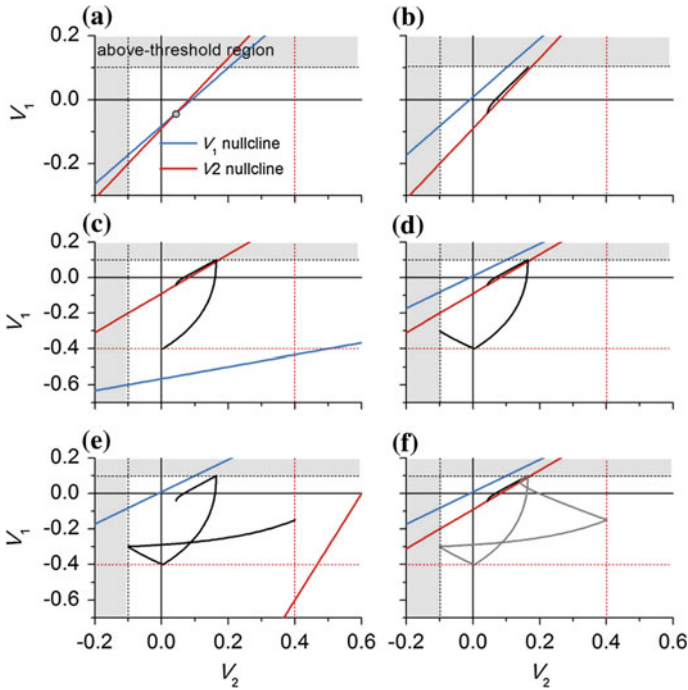 (a)
(b)
0.2
above-threshold region
0.0
V1
V1 nullcline
V2 nullcline
-0.2
(c)
(d)
0.2
0.0
V1
-0.2
-0.4
-0.6
(e)
(f)
0.2
0.0
V1
-0.2
-0.4
-0.6
-0.2 0.0 0.2 0.4 0.6
-0.2 0.0 0.2 0.4 0.6
V2
V2